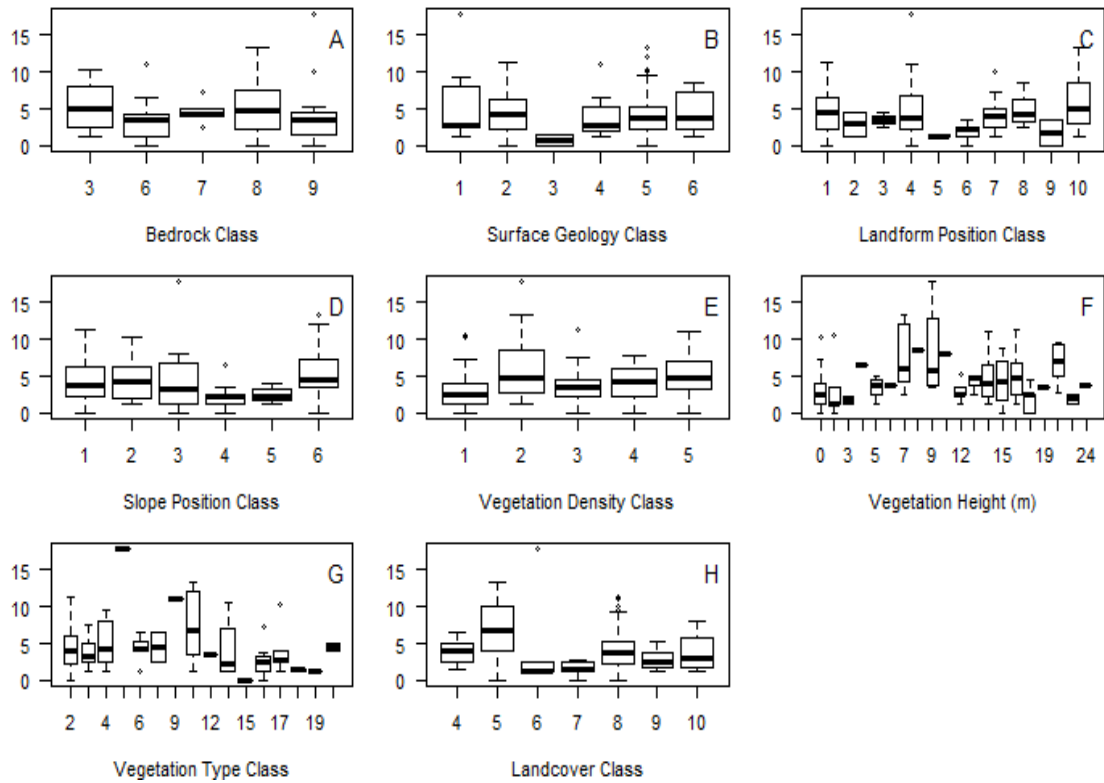 15
10
5
0
A
3 6 7 8 9
Bedrock Class
15
10
5
0
B
1 2 3 4 5 6
Surface Geology Class
15
10
5
0
C
1 2 3 4 5 6 7 8 9 10
Landform Position Class
15
10
5
0
D
1 2 3 4 5 6
Slope Position Class
15
10
5
0
E
1 2 3 4 5
Vegetation Density Class
15
10
5
0
F
0 3 5 7 9 12 15 19 24
Vegetation Height (m)
15
10
5
0
G
2 4 6 9 12 15 17 19
Vegetation Type Class
15
10
5
0
H
4 5 6 7 8 9 10
Landcover Class